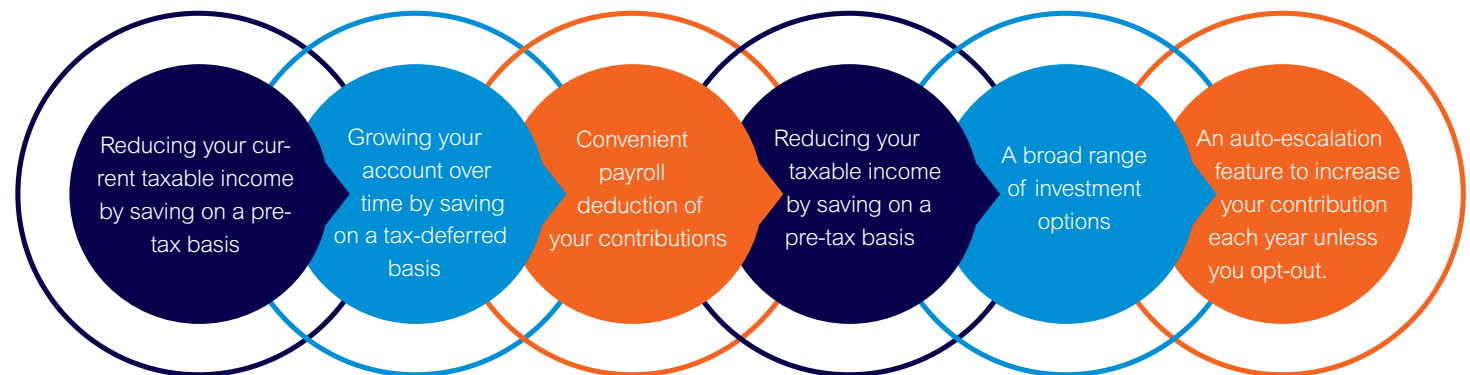 Reducing your cur-
rent taxable income
by saving on a pre-
tax basis
Growing your
account over
time by saving
on a tax-deferred
basis
Convenient
payroll
deduction of
your contributions
Reducing your
taxable income
by saving on a
pre-tax basis
A broad range
of investment
options
An auto-escalation
feature to increase
your contribution
each year unless
you opt-out.